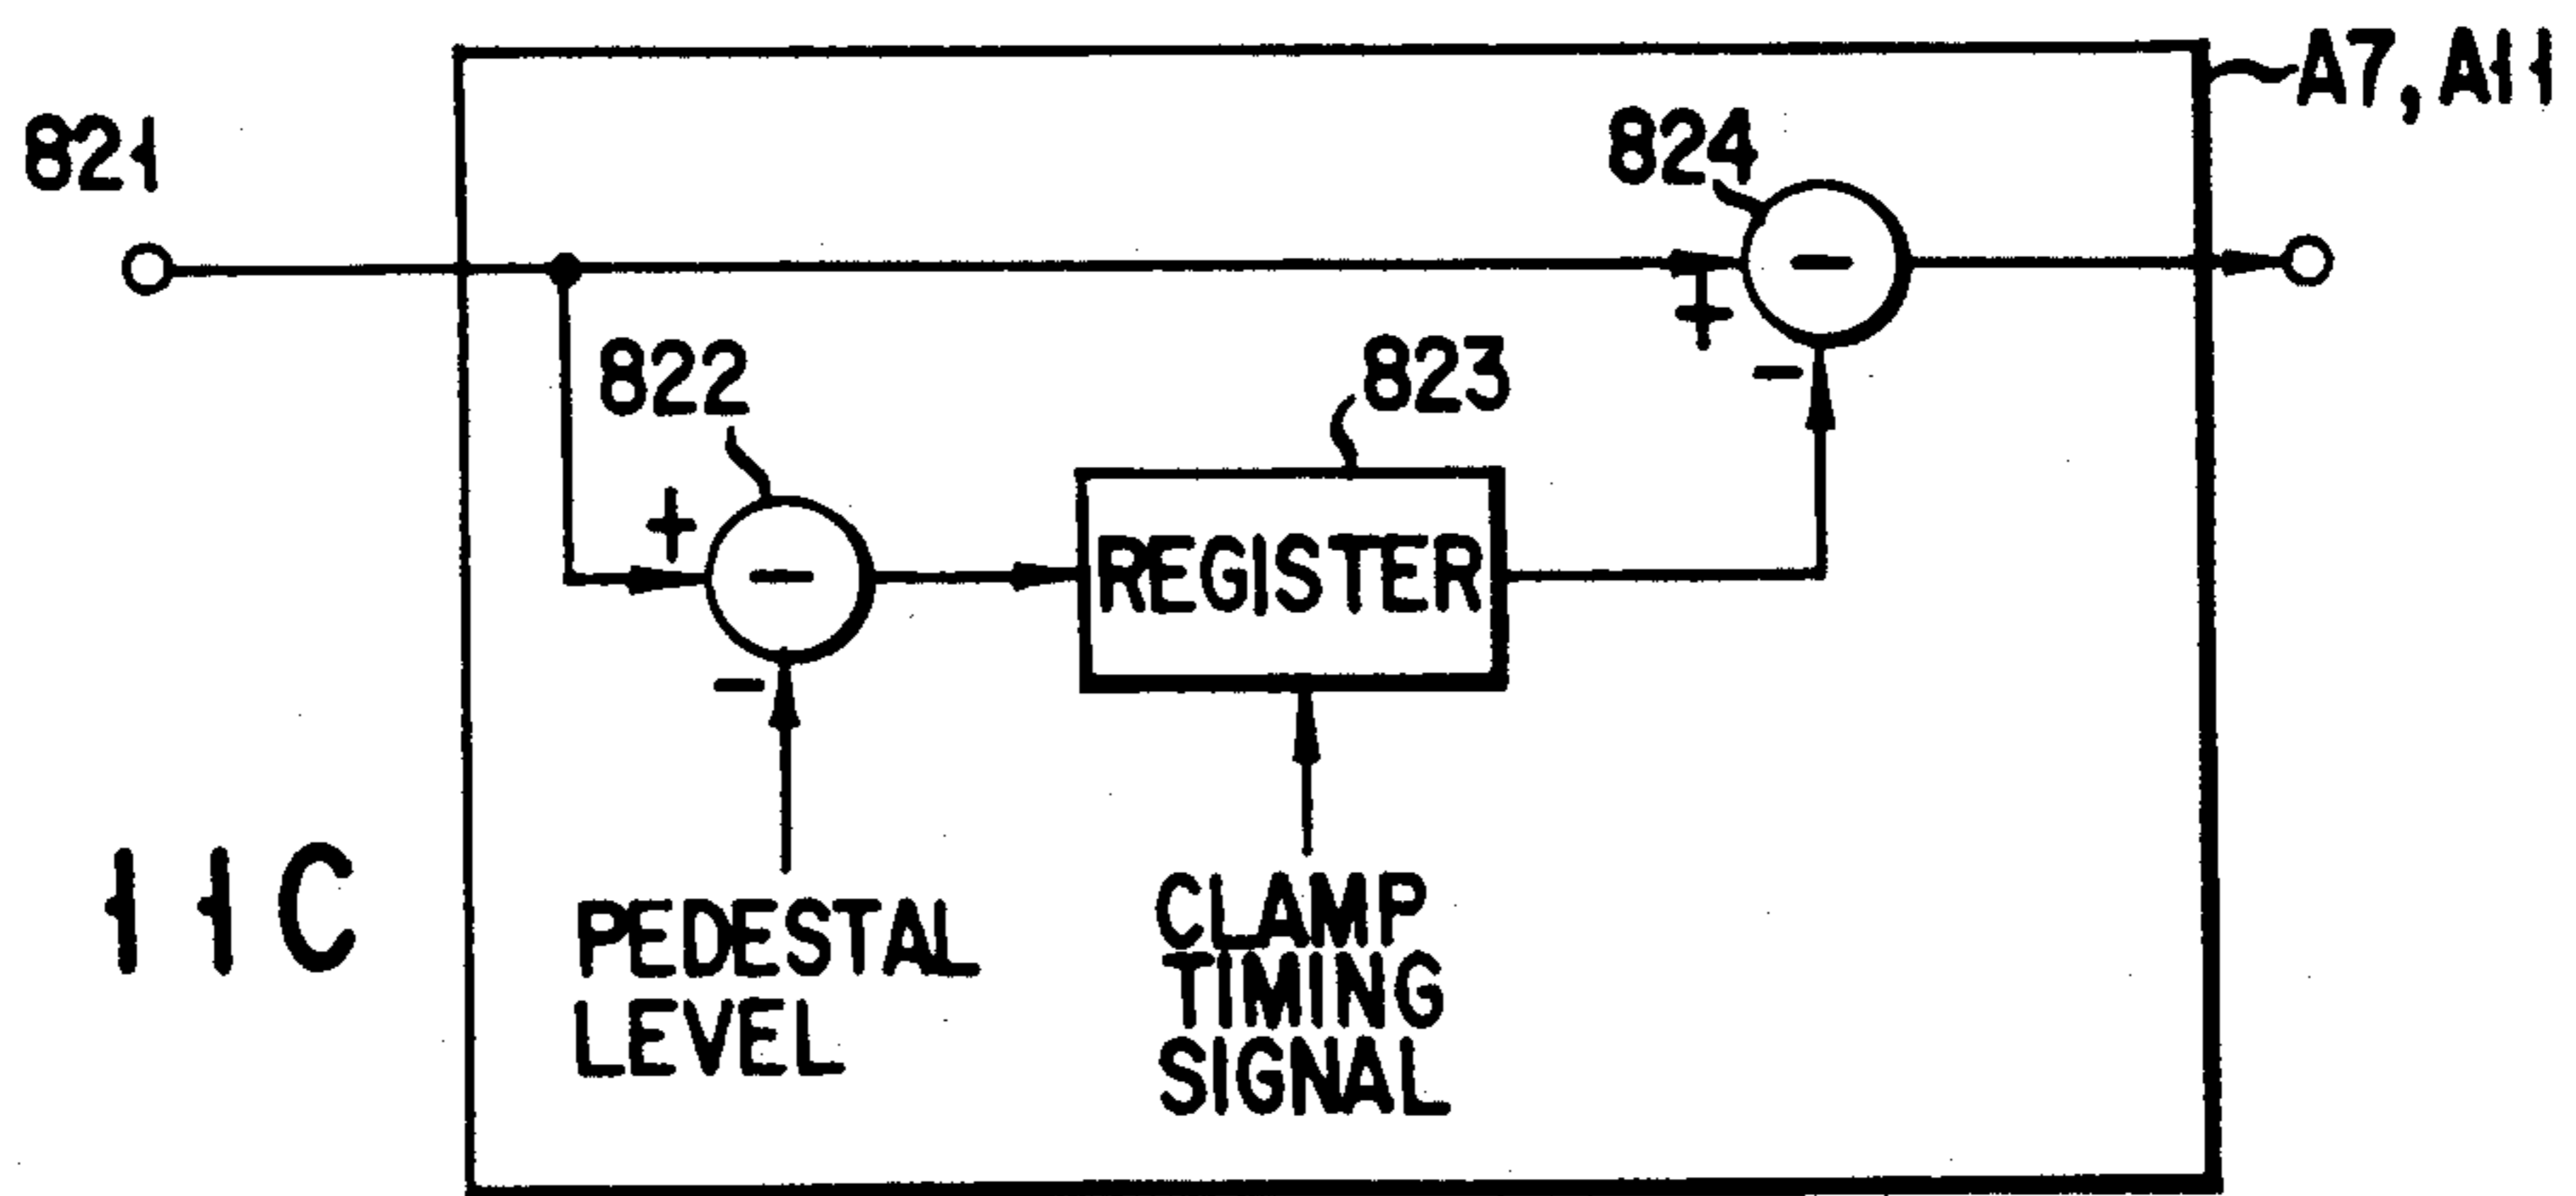 A7, A11
821
824
+
-
-
822
823
+
-
REGISTER
-
11C
PEDESTAL
LEVEL
CLAMP
TIMING
SIGNAL